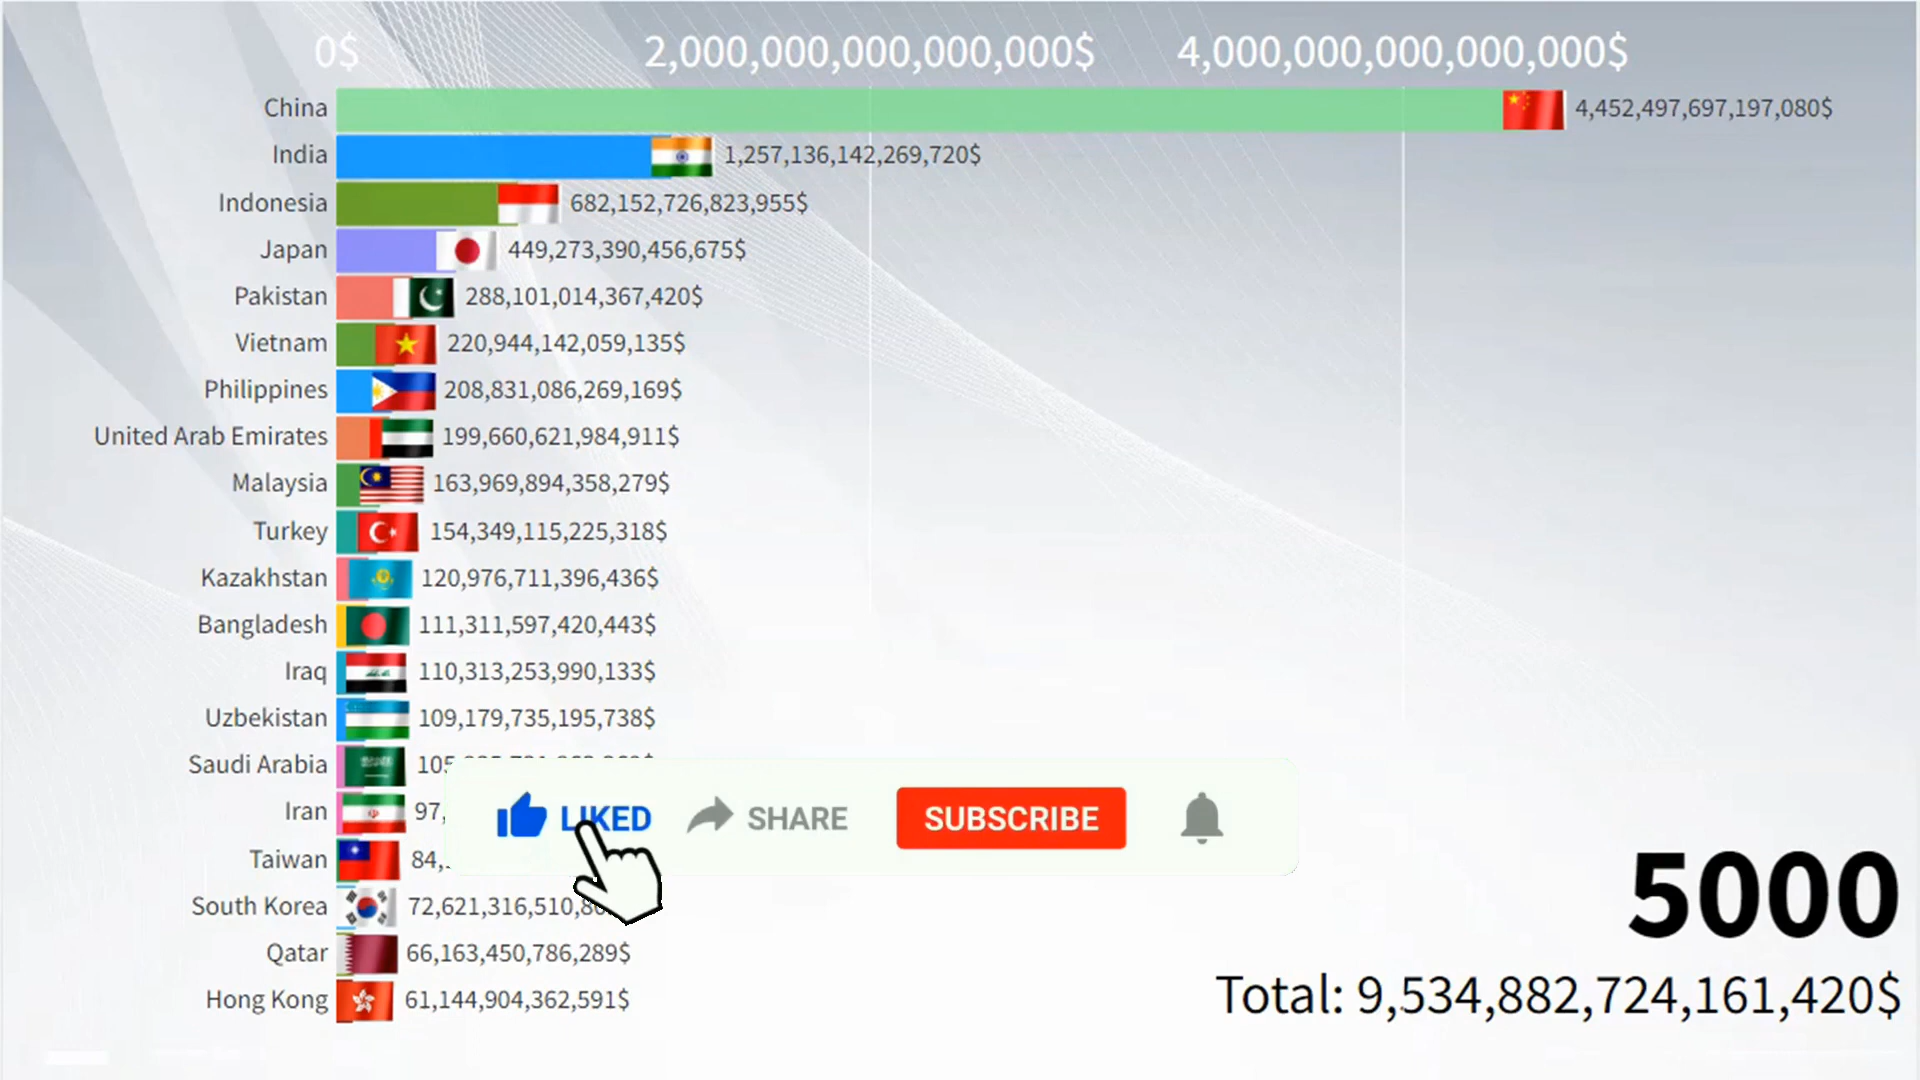 0$ 2,000,000,000,000,000$ 4,000,000,000,000,000$
China 4,452,497,697,197,080$
India 1,257,136,142,269,720$
Indonesia 682,152,726,823,955$
Japan 449,273,390,456,675$
Pakistan 288,101,014,367,420$
Vietnam 220,944,142,059,135$
Philippines 208,831,086,269,169$
United Arab Emirates 199,660,621,984,911$
Malaysia 163,969,894,358,279$
Turkey 154,349,115,225,318$
Kazakhstan 120,976,711,396,436$
Bangladesh 111,311,597,420,443$
Iraq 110,313,253,990,133$
Uzbekistan 109,179,735,195,738$
Saudi Arabia
Iran 97,
LIKED SHARE SUBSCRIBE
Taiwan 84,
South Korea 72,621,316,510,
Qatar 66,163,450,786,289$
Hong Kong 61,144,904,362,591$
5000
Total: 9,534,882,724,161,420$